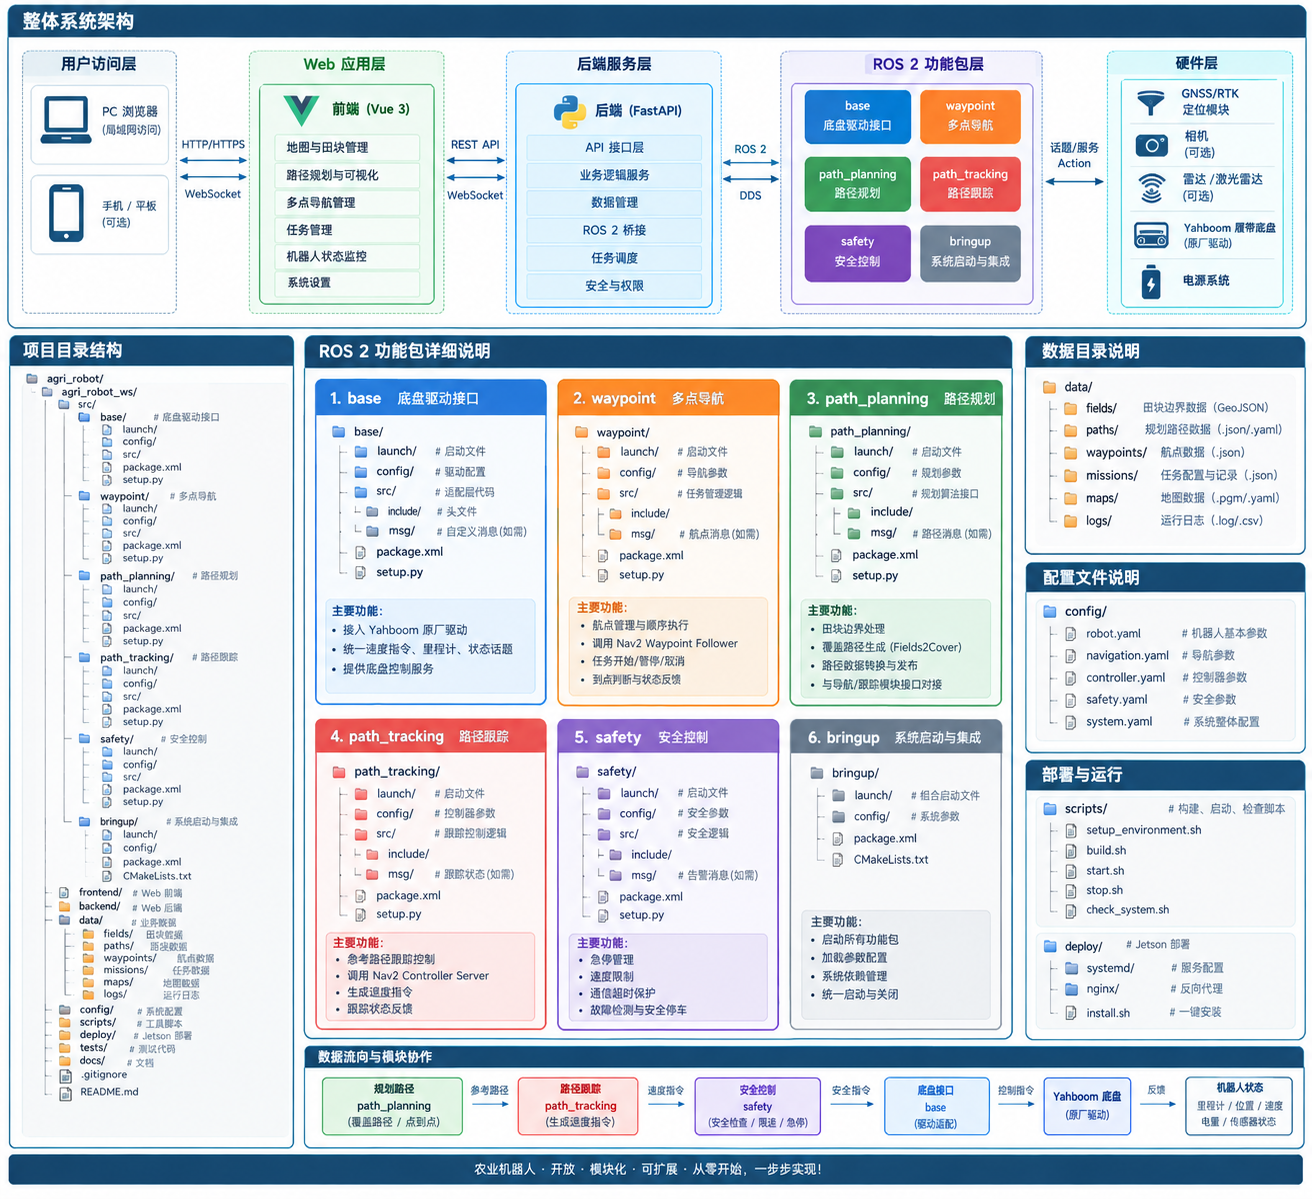 整体系统架构
用户访问层
PC 浏览器
(局域网访问)
手机 / 平板
(可选)
HTTP/HTTPS
WebSocket
Web 应用层
前端 (Vue 3)
地图与田块管理
路径规划与可视化
多点导航管理
任务管理
机器人状态监控
系统设置
REST API
WebSocket
后端服务层
后端 (FastAPI)
API 接口层
业务逻辑服务
数据管理
ROS 2 桥接
任务调度
安全与权限
ROS 2
DDS
ROS 2 功能包层
base
底盘驱动接口
waypoint
多点导航
path_planning
路径规划
path_tracking
路径跟踪
safety
安全控制
bringup
系统启动与集成
话题/服务
Action
硬件层
GNSS/RTK
定位模块
相机
(可选)
雷达 /激光雷达
(可选)
Yahboom 履带底盘
(原厂驱动)
电源系统
项目目录结构
agri_robot/
agri_robot_ws/
src/
base/ # 底盘驱动接口
launch/
config/
src/
package.xml
setup.py
waypoint/ # 多点导航
launch/
config/
src/
package.xml
setup.py
path_planning/ # 路径规划
launch/
config/
src/
package.xml
setup.py
path_tracking/ # 路径跟踪
launch/
config/
src/
package.xml
setup.py
safety/ # 安全控制
launch/
config/
src/
package.xml
setup.py
bringup/ # 系统启动与集成
launch/
config/
package.xml
CMakeLists.txt
frontend/ # Web 前端
backend/ # Web 后端
data/ # 业务数据
fields/ 田块数据
paths/ 路径数据
waypoints/ 航点数据
missions/ 任务数据
maps/ 地图数据
logs/ 运行日志
config/ # 系统配置
scripts/ # 工具脚本
deploy/ # Jetson 部署
tests/ # 测试代码
docs/ # 文档
.gitignore
README.md
ROS 2 功能包详细说明
1. base 底盘驱动接口
base/
launch/ # 启动文件
config/ # 驱动配置
src/ # 适配层代码
include/ # 头文件
msg/ # 自定义消息(如需)
package.xml
setup.py
主要功能：
• 接入 Yahboom 原厂驱动
• 统一速度指令、里程计、状态话题
• 提供底盘控制服务
2. waypoint 多点导航
waypoint/
launch/ # 启动文件
config/ # 导航参数
src/ # 任务管理逻辑
include/
msg/ # 航点消息(如需)
package.xml
setup.py
主要功能：
• 航点管理与顺序执行
• 调用 Nav2 Waypoint Follower
• 任务开始/暂停/取消
• 到点判断与状态反馈
3. path_planning 路径规划
path_planning/
launch/ # 启动文件
config/ # 规划参数
src/ # 规划算法接口
include/
msg/ # 路径消息(如需)
package.xml
setup.py
主要功能：
• 田块边界处理
• 覆盖路径生成 (Fields2Cover)
• 路径数据转换与发布
• 与导航/跟踪模块接口对接
4. path_tracking 路径跟踪
path_tracking/
launch/ # 启动文件
config/ # 控制器参数
src/ # 跟踪控制逻辑
include/
msg/ # 跟踪状态(如需)
package.xml
setup.py
主要功能：
• 参考路径跟踪控制
• 调用 Nav2 Controller Server
• 生成速度指令
• 跟踪状态反馈
5. safety 安全控制
safety/
launch/ # 启动文件
config/ # 安全参数
src/ # 安全逻辑
include/
msg/ # 告警消息(如需)
package.xml
setup.py
主要功能：
• 急停管理
• 速度限制
• 通信超时保护
• 故障检测与安全停车
6. bringup 系统启动与集成
bringup/
launch/ # 组合启动文件
config/ # 系统参数
package.xml
CMakeLists.txt
主要功能：
• 启动所有功能包
• 加载参数配置
• 系统依赖管理
• 统一启动与关闭
数据目录说明
data/
fields/ 田块边界数据（GeoJSON）
paths/ 规划路径数据（.json/.yaml）
waypoints/ 航点数据（.json）
missions/ 任务配置与记录（.json）
maps/ 地图数据（.pgm/.yaml）
logs/ 运行日志（.log/.csv）
配置文件说明
config/
robot.yaml # 机器人基本参数
navigation.yaml # 导航参数
controller.yaml # 控制器参数
safety.yaml # 安全参数
system.yaml # 系统整体配置
部署与运行
scripts/ # 构建、启动、检查脚本
setup_environment.sh
build.sh
start.sh
stop.sh
check_system.sh
deploy/ # Jetson 部署
systemd/ # 服务配置
nginx/ # 反向代理
install.sh # 一键安装
数据流向与模块协作
规划路径
path_planning
(覆盖路径 / 点到点)
参考路径
路径跟踪
path_tracking
(生成速度指令)
速度指令
安全控制
safety
(安全检查 / 限速 / 急停)
安全指令
底盘接口
base
(驱动适配)
控制指令
Yahboom 底盘
(原厂驱动)
反馈
机器人状态
里程计 / 位置 / 速度
电量 / 传感器状态
农业机器人 · 开放 · 模块化 · 可扩展 · 从零开始，一步步实现！